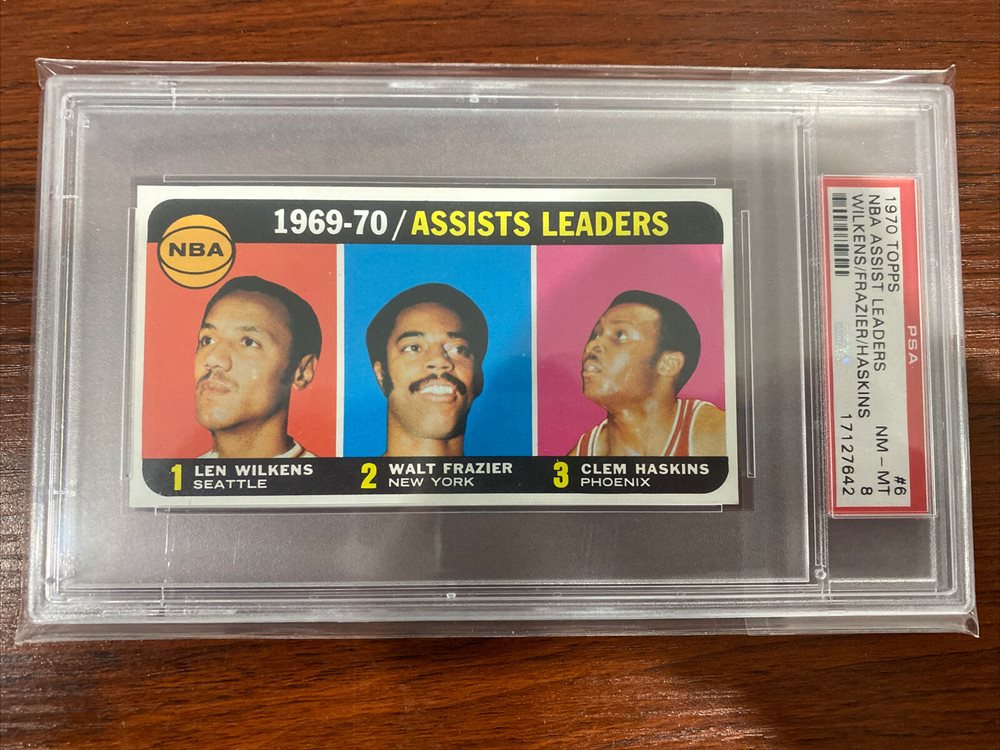 1969-70 / ASSISTS LEADERS
NBA
1 LEN WILKENS
SEATTLE
2 WALT FRAZIER
NEW YORK
3 CLEM HASKINS
PHOENIX
PSA
1970 TOPPS #6
NBA ASSIST LEADERS NM - MT
WILKENS/FRAZIER/HASKINS 8
17127642